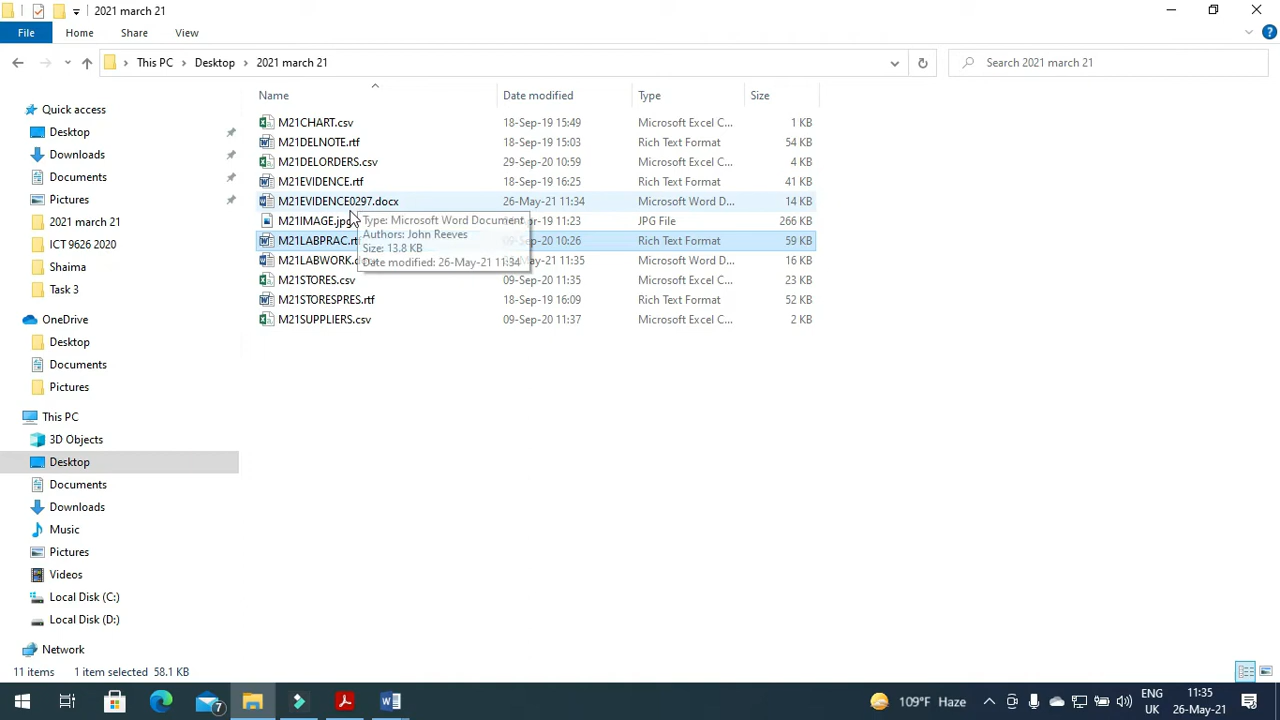 2021 march 21
File Home Share View
This PC Desktop 2021 march 21 Search 2021 march 21
Name Date modified Type Size
M21CHART.csv 18-Sep-19 15:49 Microsoft Excel C... 1 KB
M21DELNOTE.rtf 18-Sep-19 15:03 Rich Text Format 54 KB
M21DELORDERS.csv 29-Sep-20 10:59 Microsoft Excel C... 4 KB
M21EVIDENCE.rtf 18-Sep-19 16:25 Rich Text Format 41 KB
M21EVIDENCE0297.docx 26-May-21 11:34 Microsoft Word D... 14 KB
M21IMAGE.jpg 11:23 JPG File 266 KB
M21LABPRAC.rtf 10:26 Rich Text Format 59 KB
11:35 Microsoft Word D... 16 KB
M21STORES.csv 09-Sep-20 11:35 Microsoft Excel C... 23 KB
M21STORESPRES.rtf 18-Sep-19 16:09 Rich Text Format 52 KB
M21SUPPLIERS.csv 09-Sep-20 11:37 Microsoft Excel C... 2 KB
Type: Microsoft Word Document
Authors: John Reeves
Size: 13.8 KB
Date modified: 26-May-21 11:34
Quick access
Desktop
Downloads
Documents
Pictures
2021 march 21
ICT 9626 2020
Shaima
Task 3
OneDrive
Desktop
Documents
Pictures
This PC
3D Objects
Desktop
Documents
Downloads
Music
Pictures
Videos
Local Disk (C:)
Local Disk (D:)
Network
11 items 1 item selected 58.1 KB
7
109°F Haze
ENG
UK
11:35
26-May-21